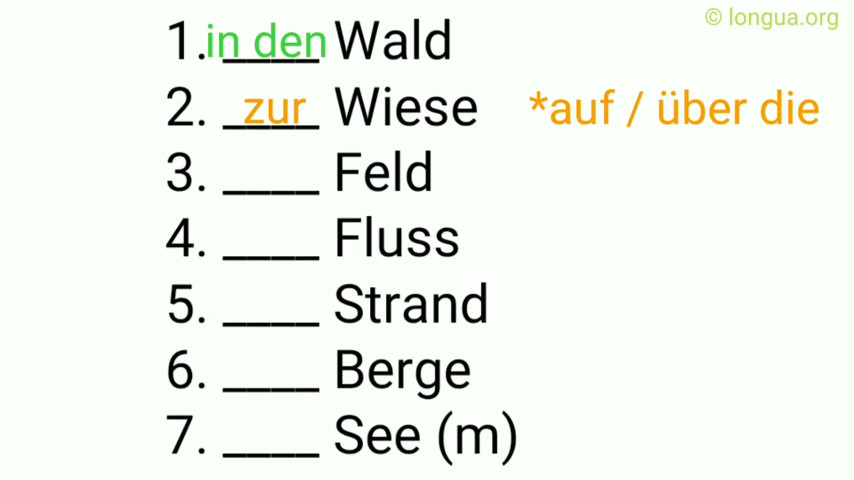 © longua.org
1. in den Wald
2. zur Wiese *auf / über die
3. ____ Feld
4. ____ Fluss
5. ____ Strand
6. ____ Berge
7. ____ See (m)